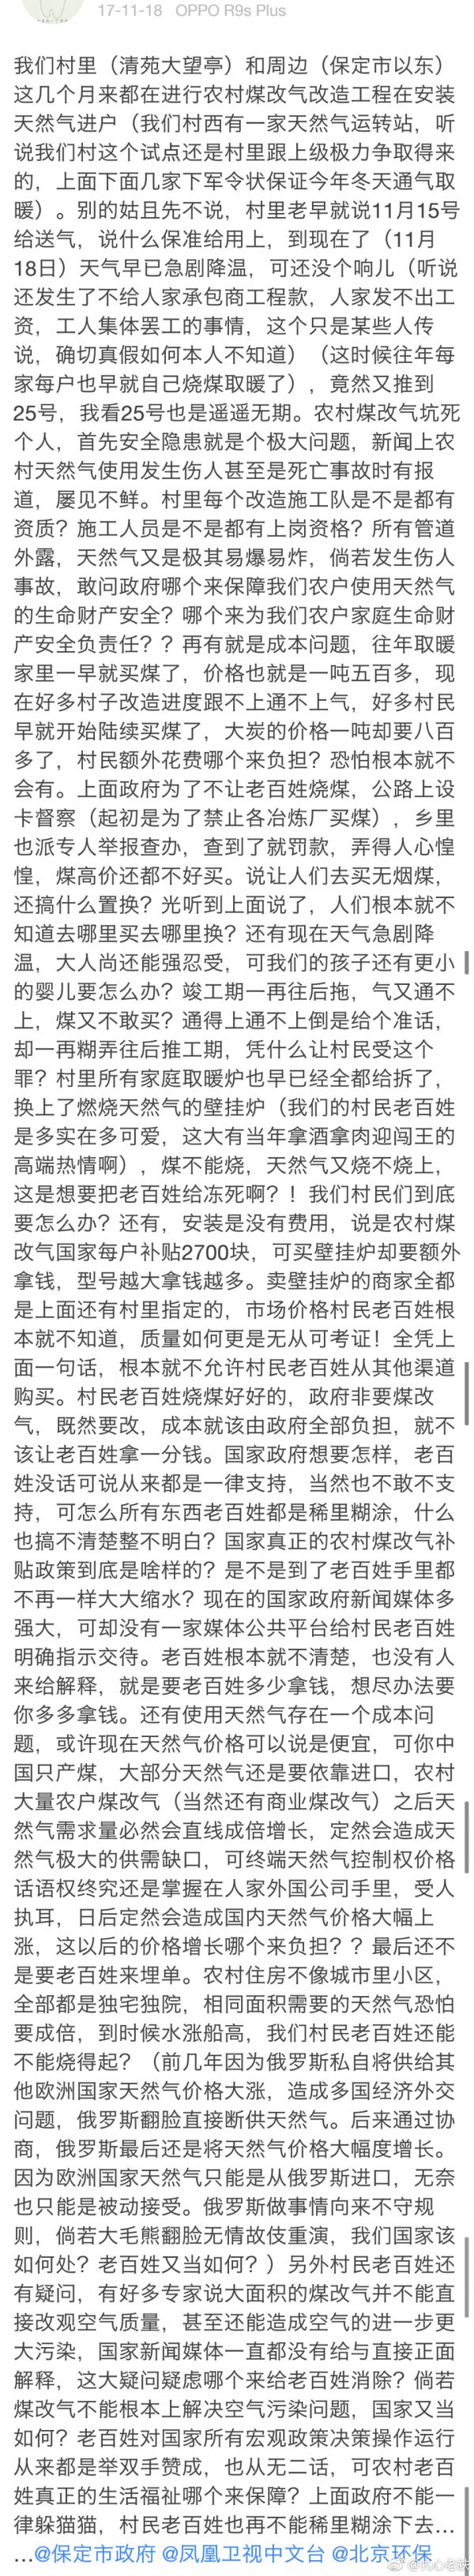 17-11-18 OPPO R9s Plus
我们村里（清苑大望亭）和周边（保定市以东）
这几个月来都在进行农村煤改气改造工程在安装
天然气进户（我们村西有一家天然气运转站，听
说我们村这个试点还是村里跟上级极力争取得来
的，上面下面几家下军令状保证今年冬天通气取
暖）。别的姑且先不说，村里老早就说11月15号
给送气，说什么保准给用上，到现在了（11月
18日）天气早已急剧降温，可还没个响儿（听说
还发生了不给人家承包商工程款，人家发不出工
资，工人集体罢工的事情，这个只是某些人传
说，确切真假如何本人不知道）（这时候往年每
家每户也早就自己烧煤取暖了），竟然又推到
25号，我看25号也是遥遥无期。农村煤改气坑死
个人，首先安全隐患就是个极大问题，新闻上农
村天然气使用发生伤人甚至是死亡事故时有报
道，屡见不鲜。村里每个改造施工队是不是都有
资质？施工人员是不是都有上岗资格？所有管道
外露，天然气又是极其易爆易炸，倘若发生伤人
事故，敢问政府哪个来保障我们农户使用天然气
的生命财产安全？哪个来为我们农户家庭生命财
产安全负责任？？再有就是成本问题，往年取暖
家里一早就买煤了，价格也就是一吨五百多，现
在好多村子改造进度跟不上通不上气，好多村民
早就开始陆续买煤了，大炭的价格一吨却要八百
多了，村民额外花费哪个来负担？恐怕根本就不
会有。上面政府为了不让老百姓烧煤，公路上设
卡督察（起初是为了禁止各冶炼厂买煤），乡里
也派专人举报查办，查到了就罚款，弄得人心惶
惶，煤高价还都不好买。说让人们去买无烟煤，
还搞什么置换？光听到上面说了，人们根本就不
知道去哪里买去哪里换？还有现在天气急剧降
温，大人尚还能强忍受，可我们的孩子还有更小
的婴儿要怎么办？竣工期一再往后拖，气又通不
上，煤又不敢买？通得上通不上倒是给个准话，
却一再糊弄往后推工期，凭什么让村民受这个
罪？村里所有家庭取暖炉也早已经全都给拆了，
换上了燃烧天然气的壁挂炉（我们的村民老百姓
是多实在多可爱，这大有当年拿酒拿肉迎闯王的
高端热情啊），煤不能烧，天然气又烧不烧上，
这是想要把老百姓给冻死啊？！我们村民们到底
要怎么办？还有，安装是没有费用，说是农村煤
改气国家每户补贴2700块，可买壁挂炉却要额外
拿钱，型号越大拿钱越多。卖壁挂炉的商家全都
是上面还有村里指定的，市场价格村民老百姓根
本就不知道，质量如何更是无从可考证！全凭上
面一句话，根本就不允许村民老百姓从其他渠道
购买。村民老百姓烧煤好好的，政府非要煤改
气，既然要改，成本就该由政府全部负担，就不
该让老百姓拿一分钱。国家政府想要怎样，老百
姓没话可说从来都是一律支持，当然也不敢不支
持，可怎么所有东西老百姓都是稀里糊涂，什么
也搞不清楚整不明白？国家真正的农村煤改气补
贴政策到底是啥样的？是不是到了老百姓手里都
不再一样大大缩水？现在的国家政府新闻媒体多
强大，可却没有一家媒体公共平台给村民老百姓
明确指示交待。老百姓根本就不清楚，也没有人
来给解释，就是要老百姓多少拿钱，想尽办法要
你多多拿钱。还有使用天然气存在一个成本问
题，或许现在天然气价格可以说是便宜，可你中
国只产煤，大部分天然气还是要依靠进口，农村
大量农户煤改气（当然还有商业煤改气）之后天
然气需求量必然会直线成倍增长，定然会造成天
然气极大的供需缺口，可终端天然气控制权价格
话语权终究还是掌握在人家外国公司手里，受人
执耳，日后定然会造成国内天然气价格大幅上
涨，这以后的价格增长哪个来负担？？最后还不
是要老百姓来埋单。农村住房不像城市里小区，
全部都是独宅独院，相同面积需要的天然气恐怕
要成倍，到时候水涨船高，我们村民老百姓还能
不能烧得起？（前几年因为俄罗斯私自将供给其
他欧洲国家天然气价格大涨，造成多国经济外交
问题，俄罗斯翻脸直接断供天然气。后来通过协
商，俄罗斯最后还是将天然气价格大幅度增长。
因为欧洲国家天然气只能是从俄罗斯进口，无奈
也只能是被动接受。俄罗斯做事情向来不守规
则，倘若大毛熊翻脸无情故伎重演，我们国家该
如何处？老百姓又当如何？）另外村民老百姓还
有疑问，有好多专家说大面积的煤改气并不能直
接改观空气质量，甚至还能造成空气的进一步更
大污染，国家新闻媒体一直都没有给与直接正面
解释，这大疑问疑虑哪个来给老百姓消除？倘若
煤改气不能根本上解决空气污染问题，国家又当
如何？老百姓对国家所有宏观政策决策操作运行
从来都是举双手赞成，也从无二话，可农村老百
姓真正的生活福祉哪个来保障？上面政府不能一
律躲猫猫，村民老百姓也再不能稀里糊涂下去…
…@保定市政府 @凤凰卫视中文台 @北京环保